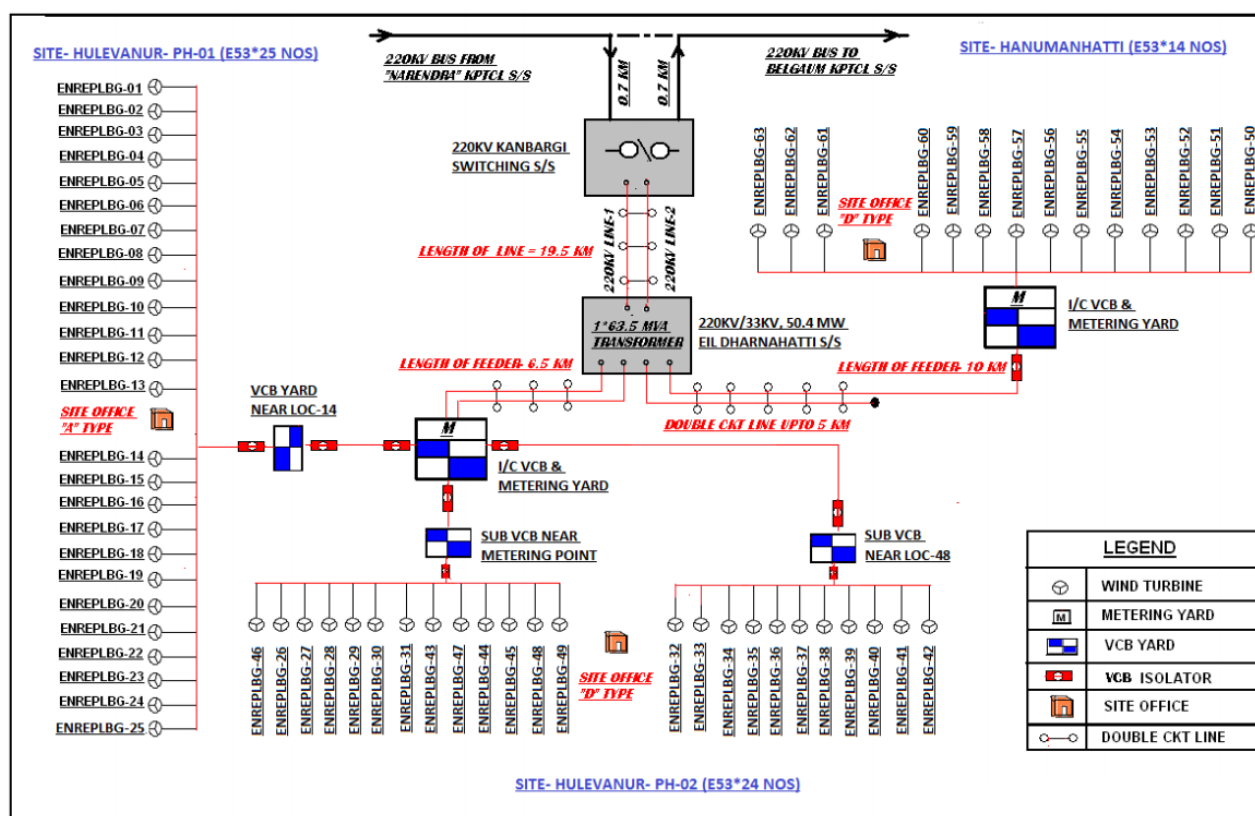 SITE- HULEVANUR- PH-01 (E53*25 NOS)
220KV BUS FROM
"NARENDRA" KPTCL S/S
0.7 KM
0.7 KM
220KV BUS TO
BELGAUM KPTCL S/S
SITE- HANUMANHATTI (E53*14 NOS)
ENREPLBG-01
ENREPLBG-02
ENREPLBG-03
ENREPLBG-04
ENREPLBG-05
ENREPLBG-06
ENREPLBG-07
ENREPLBG-08
ENREPLBG-09
ENREPLBG-10
ENREPLBG-11
ENREPLBG-12
ENREPLBG-13
SITE OFFICE
"A" TYPE
ENREPLBG-14
ENREPLBG-15
ENREPLBG-16
ENREPLBG-17
ENREPLBG-18
ENREPLBG-19
ENREPLBG-20
ENREPLBG-21
ENREPLBG-22
ENREPLBG-23
ENREPLBG-24
ENREPLBG-25
220KV KANBARGI
SWITCHING S/S
LENGTH OF LINE = 19.5 KM
220KV LINE-1
220KV LINE-2
1*63.5 MVA
TRANSFORMER
220KV/33KV, 50.4 MW
EIL DHARNAHATTI S/S
ENREPLBG-63
ENREPLBG-62
ENREPLBG-61
SITE OFFICE
"D" TYPE
ENREPLBG-60
ENREPLBG-59
ENREPLBG-58
ENREPLBG-57
ENREPLBG-56
ENREPLBG-55
ENREPLBG-54
ENREPLBG-53
ENREPLBG-52
ENREPLBG-51
ENREPLBG-50
M
I/C VCB &
METERING YARD
LENGTH OF FEEDER- 6.5 KM
LENGTH OF FEEDER- 10 KM
DOUBLE CKT LINE UPTO 5 KM
VCB YARD
NEAR LOC-14
M
I/C VCB &
METERING YARD
SUB VCB NEAR
METERING POINT
SUB VCB
NEAR LOC-48
ENREPLBG-46
ENREPLBG-26
ENREPLBG-27
ENREPLBG-28
ENREPLBG-29
ENREPLBG-30
ENREPLBG-31
ENREPLBG-43
ENREPLBG-47
ENREPLBG-44
ENREPLBG-45
ENREPLBG-48
ENREPLBG-49
SITE OFFICE
"D" TYPE
ENREPLBG-32
ENREPLBG-33
ENREPLBG-34
ENREPLBG-35
ENREPLBG-36
ENREPLBG-37
ENREPLBG-38
ENREPLBG-39
ENREPLBG-40
ENREPLBG-41
ENREPLBG-42
SITE- HULEVANUR- PH-02 (E53*24 NOS)
LEGEND
WIND TURBINE
M METERING YARD
VCB YARD
VCB ISOLATOR
SITE OFFICE
DOUBLE CKT LINE